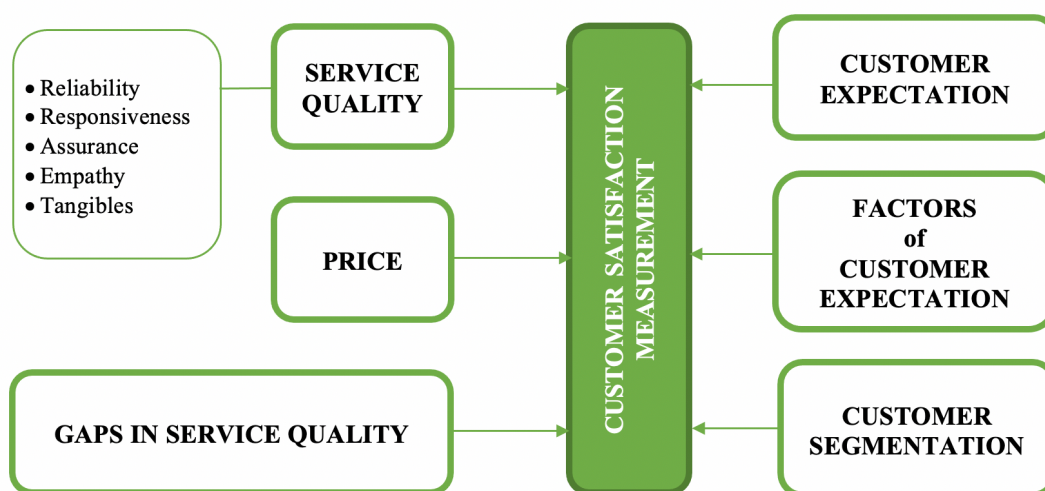 • Reliability
• Responsiveness
• Assurance
• Empathy
• Tangibles
SERVICE
QUALITY
PRICE
GAPS IN SERVICE QUALITY
CUSTOMER SATISFACTION
MEASUREMENT
CUSTOMER
EXPECTATION
FACTORS
of
CUSTOMER
EXPECTATION
CUSTOMER
SEGMENTATION